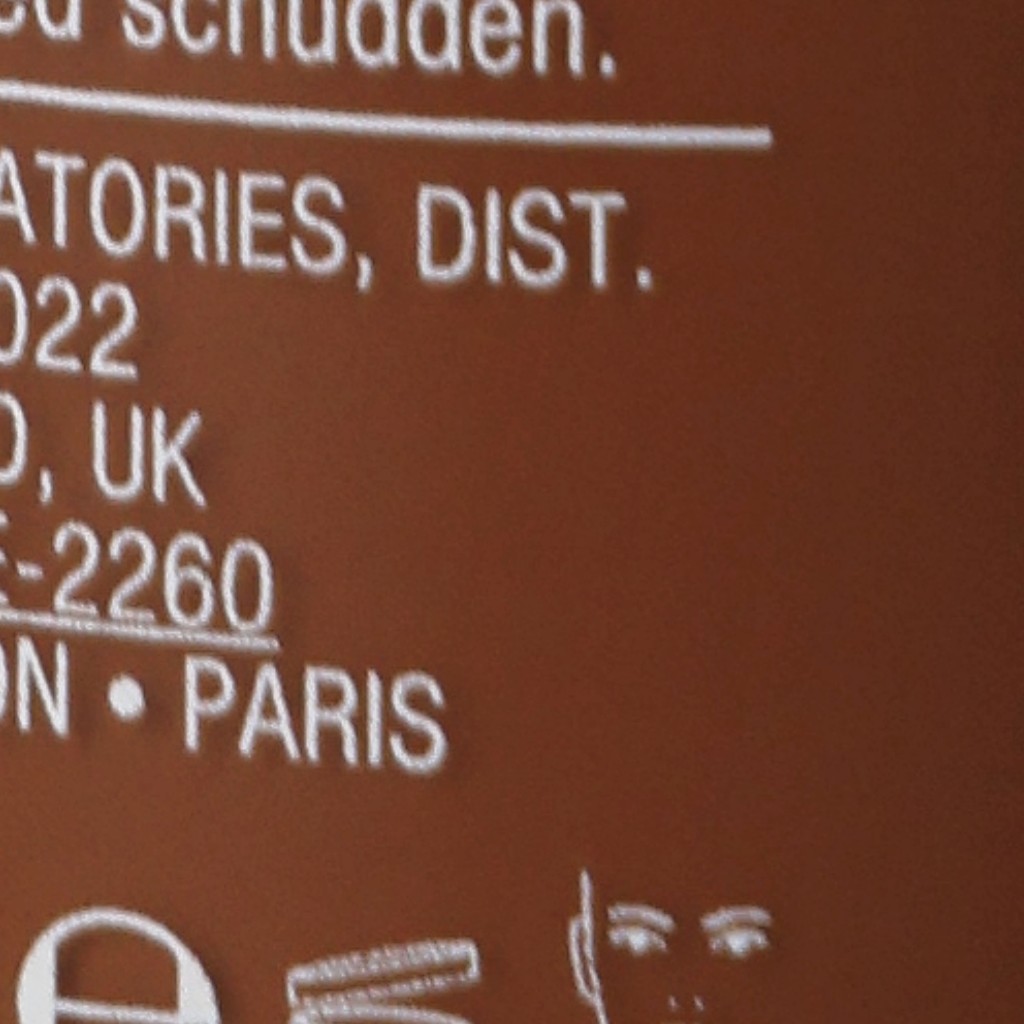 schudden.
ATORIES, DIST.
022
, UK
-2260
ON • PARIS
e